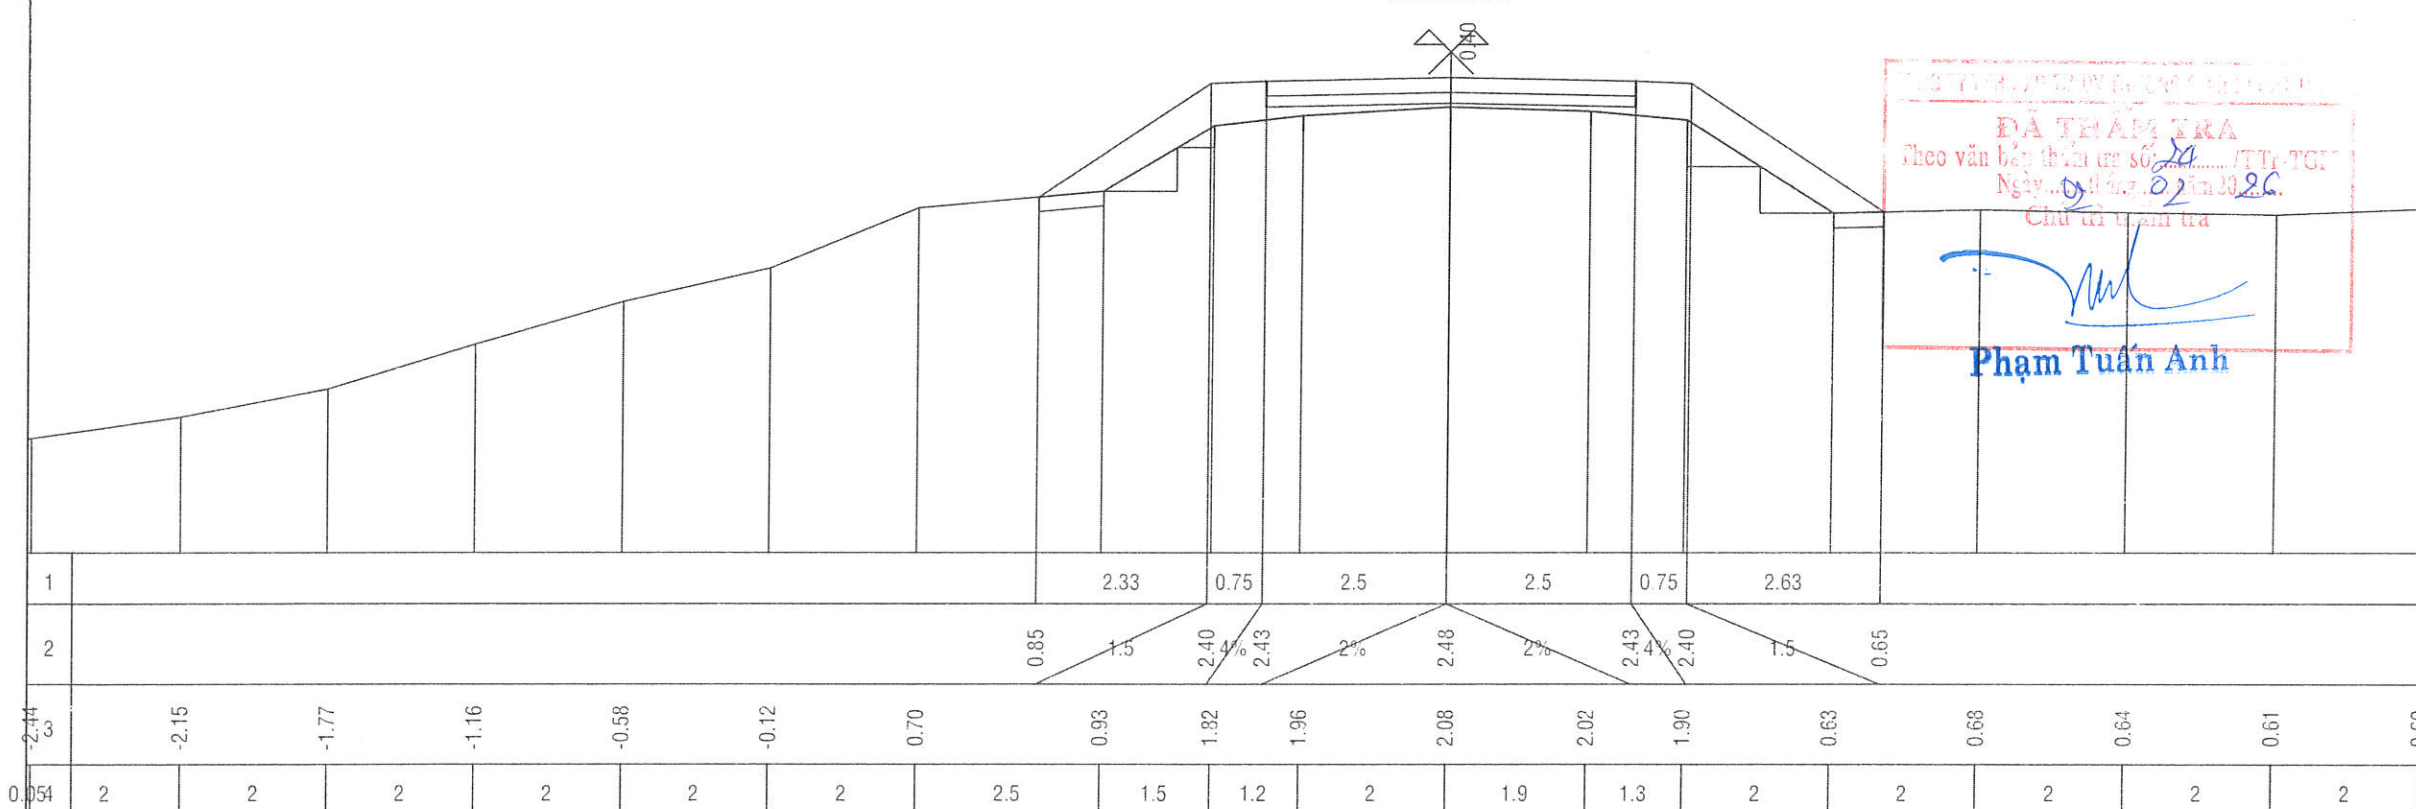 0.40
ĐÃ THẨM TRA
Theo văn bản thẩm tra số: 24 /TTr-TGT
Ngày tháng 02 năm 2026
Chủ trì thẩm tra
Phạm Tuấn Anh
1 2.33 0.75 2.5 2.5 0.75 2.63
2 0.85 1.5 2.40 4% 2.43 2% 2.48 2% 2.43 4% 2.40 1.5 0.65
3 -2.44 -2.15 -1.77 -1.16 -0.58 -0.12 0.70 0.93 1.82 1.96 2.08 2.02 1.90 0.63 0.68 0.64 0.61
0.05 4 2 2 2 2 2 2 2.5 1.5 1.2 2 1.9 1.3 2 2 2 2 2